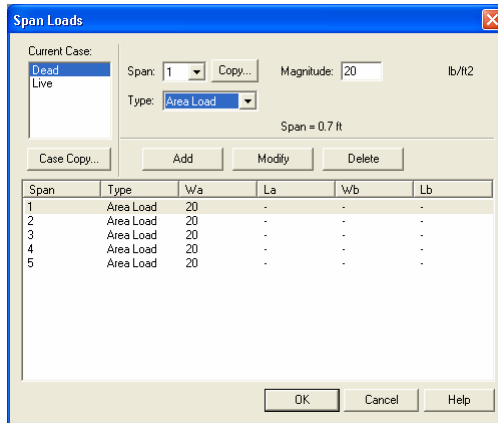 Span Loads
Current Case:
Dead
Live
Span: 1 Copy... Magnitude: 20 lb/ft2
Type: Area Load
Span = 0.7 ft
Case Copy... Add Modify Delete
Span Type Wa La Wb Lb
1 Area Load 20 - - -
2 Area Load 20 - - -
3 Area Load 20 - - -
4 Area Load 20 - - -
5 Area Load 20 - - -
OK Cancel Help